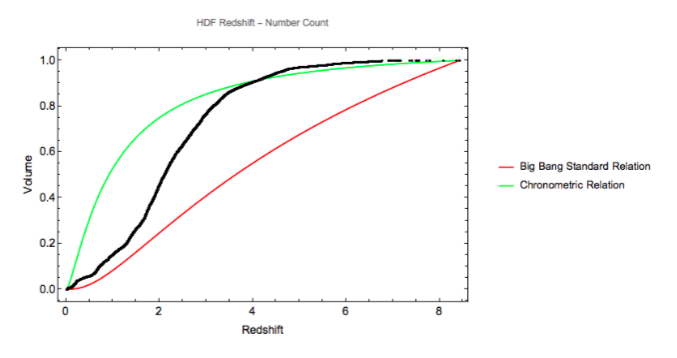 HDF Redshift – Number Count
1.0
0.8
0.6
0.4
0.2
0.0
Volume
0
2
4
6
8
Redshift
Big Bang Standard Relation
Chronometric Relation